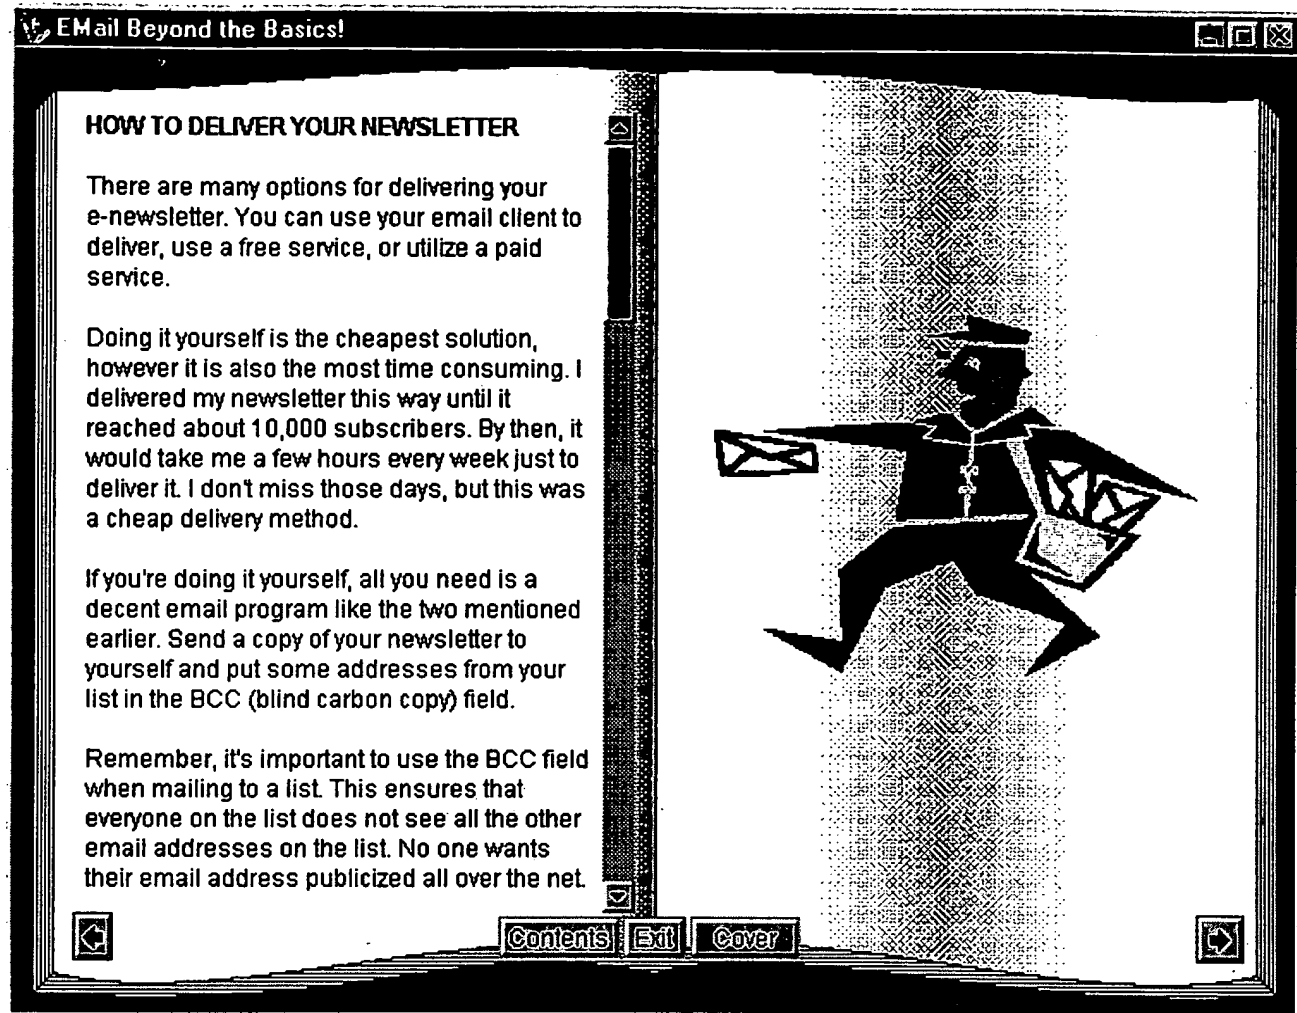 EMail Beyond the Basics!
HOW TO DELIVER YOUR NEWSLETTER
There are many options for delivering your
e-newsletter. You can use your email client to
deliver, use a free service, or utilize a paid
service.
Doing it yourself is the cheapest solution,
however it is also the most time consuming. I
delivered my newsletter this way until it
reached about 10,000 subscribers. By then, it
would take me a few hours every week just to
deliver it. I don't miss those days, but this was
a cheap delivery method.
If you're doing it yourself, all you need is a
decent email program like the two mentioned
earlier. Send a copy of your newsletter to
yourself and put some addresses from your
list in the BCC (blind carbon copy) field.
Remember, it's important to use the BCC field
when mailing to a list. This ensures that
everyone on the list does not see all the other
email addresses on the list. No one wants
their email address publicized all over the net.
Contents Exit Cover